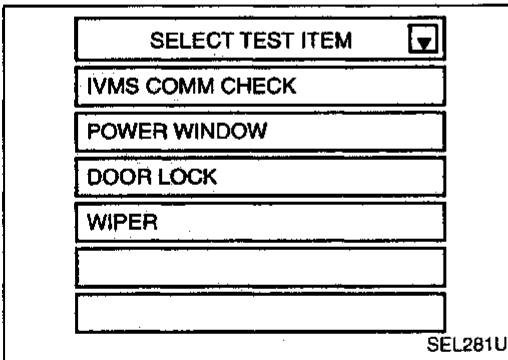 SELECT TEST ITEM
IVMS COMM CHECK
POWER WINDOW
DOOR LOCK
WIPER
SEL281U